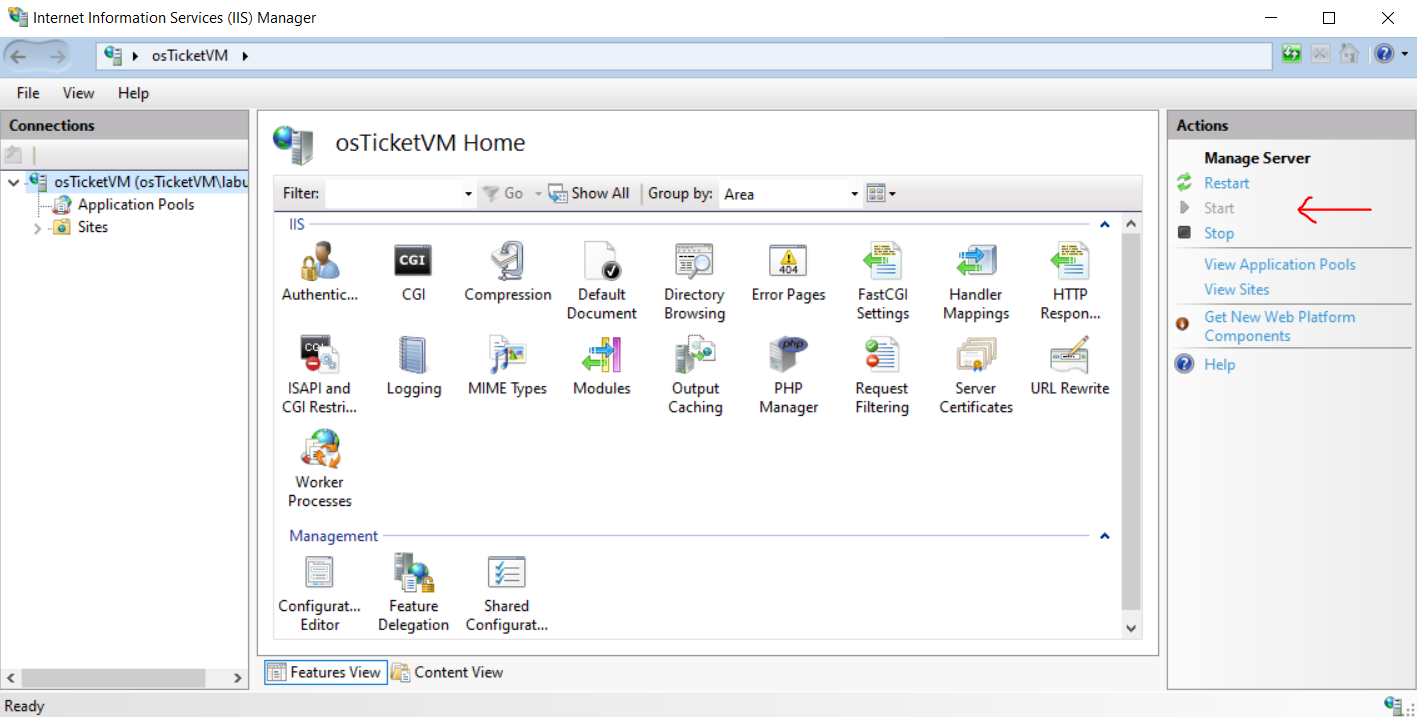 Internet Information Services (IIS) Manager
osTicketVM
File View Help
Connections
osTicketVM (osTicketVM\labu
Application Pools
Sites
osTicketVM Home
Filter: Go Show All Group by: Area
IIS
Authentic...
CGI
Compression
Default
Document
Directory
Browsing
Error Pages
404
FastCGI
Settings
Handler
Mappings
HTTP
Respon...
CGI
ISAPI and
CGI Restri...
Logging
MIME Types
Modules
Output
Caching
php
PHP
Manager
Request
Filtering
Server
Certificates
URL Rewrite
Worker
Processes
Management
Configurat...
Editor
Feature
Delegation
Shared
Configurat...
Features View Content View
Actions
Manage Server
Restart
Start
Stop
View Application Pools
View Sites
Get New Web Platform
Components
Help
Ready